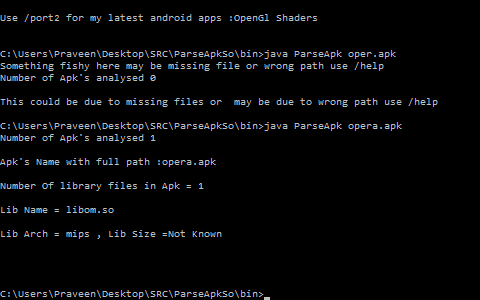 Use /port2 for my latest android apps :OpenGl Shaders
C:\Users\Praveen\Desktop\SRC\ParseApkSo\bin>java ParseApk oper.apk
Something fishy here may be missing file or wrong path use /help
Number of Apk's analysed 0
This could be due to missing files or  may be due to wrong path use /help
C:\Users\Praveen\Desktop\SRC\ParseApkSo\bin>java ParseApk opera.apk
Number of Apk's analysed 1
Apk's Name with full path :opera.apk
Number Of library files in Apk = 1
Lib Name = libom.so
Lib Arch = mips , Lib Size =Not Known
C:\Users\Praveen\Desktop\SRC\ParseApkSo\bin>